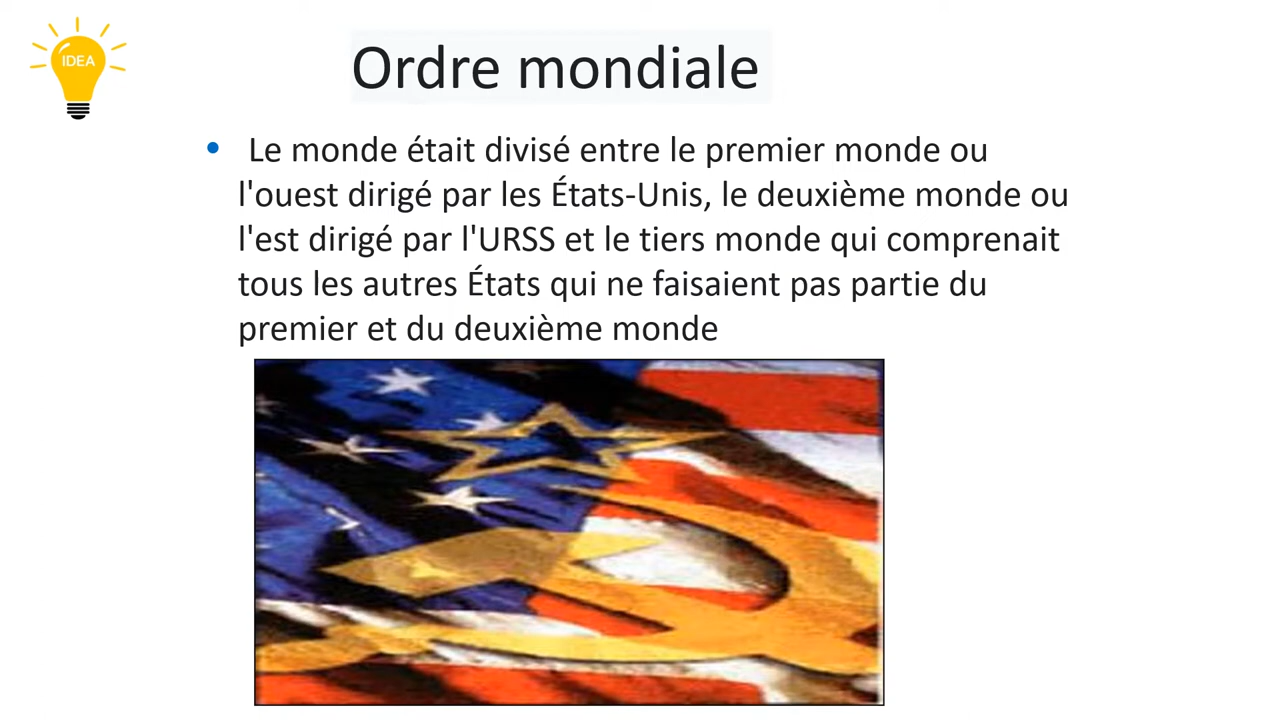 IDEA
Ordre mondiale
• Le monde était divisé entre le premier monde ou
l'ouest dirigé par les États-Unis, le deuxième monde ou
l'est dirigé par l'URSS et le tiers monde qui comprenait
tous les autres États qui ne faisaient pas partie du
premier et du deuxième monde